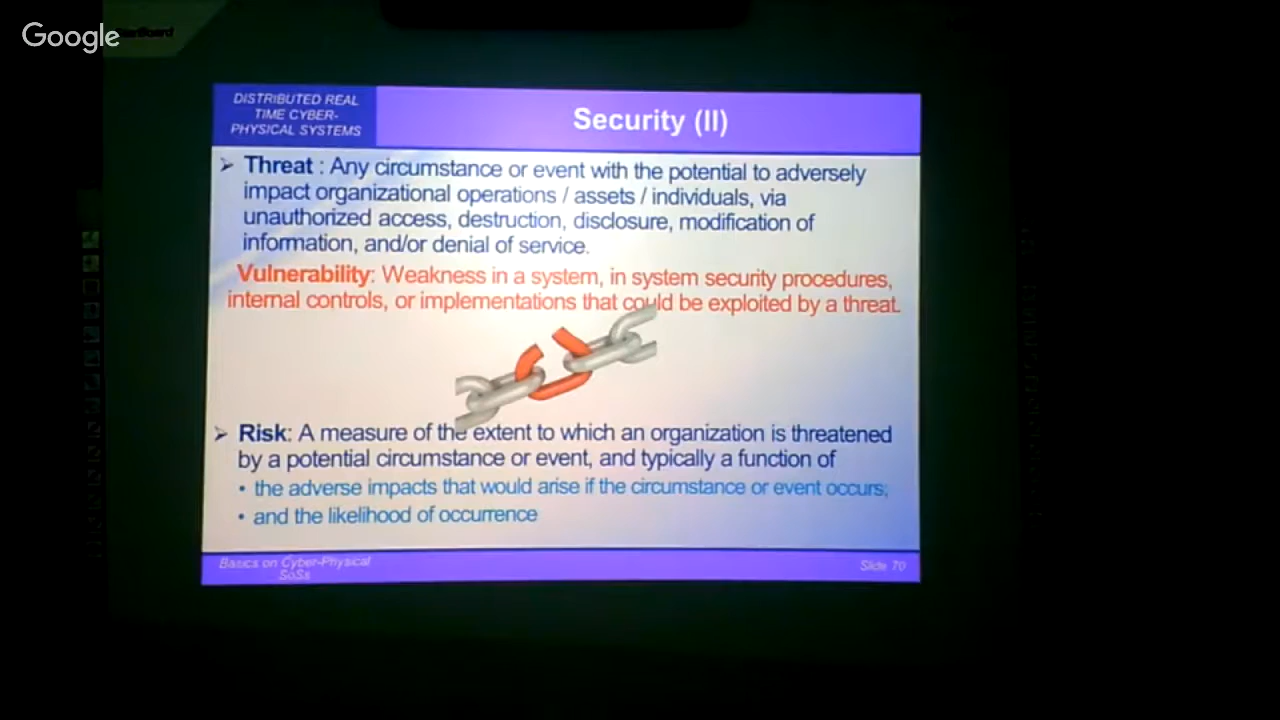 Google
DISTRIBUTED REAL
TIME CYBER-
PHYSICAL SYSTEMS
Security (II)
➢ Threat : Any circumstance or event with the potential to adversely
impact organizational operations / assets / individuals, via
unauthorized access, destruction, disclosure, modification of
information, and/or denial of service.
Vulnerability: Weakness in a system, in system security procedures,
internal controls, or implementations that could be exploited by a threat.
➢ Risk: A measure of the extent to which an organization is threatened
by a potential circumstance or event, and typically a function of
• the adverse impacts that would arise if the circumstance or event occurs;
• and the likelihood of occurrence
Basics on Cyber-Physical
SoSs
Slide 70